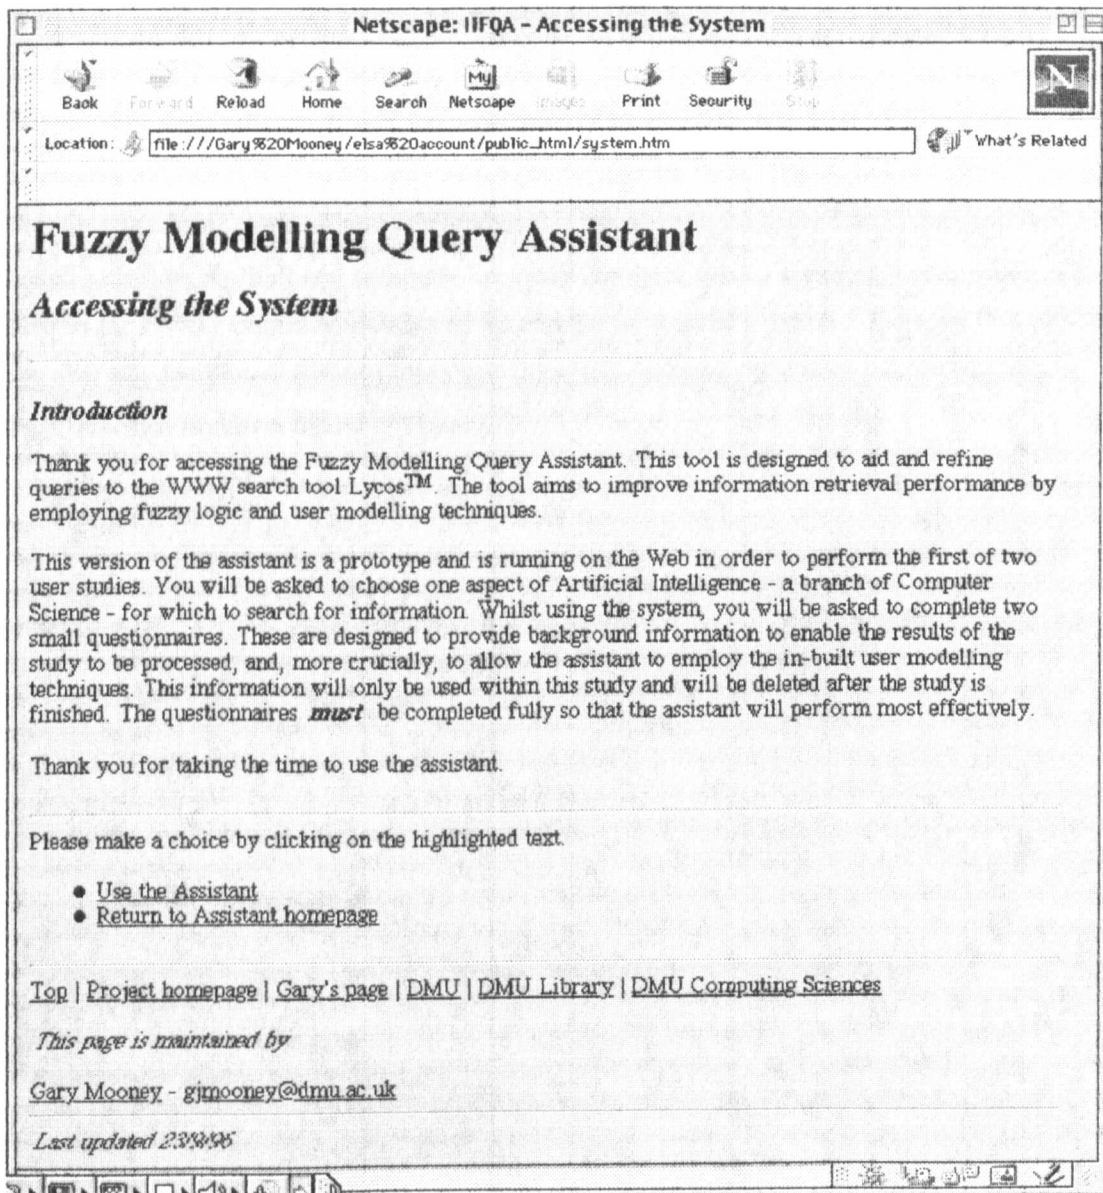 Netscape: IIFQA - Accessing the System
Back Forward Reload Home Search Netscape Images Print Security Stop
My
N
Location: file:///Gary%20Mooney/elsa%20account/public_html/system.htm What's Related
Fuzzy Modelling Query Assistant
Accessing the System
Introduction
Thank you for accessing the Fuzzy Modelling Query Assistant. This tool is designed to aid and refine
queries to the WWW search tool Lycos™. The tool aims to improve information retrieval performance by
employing fuzzy logic and user modelling techniques.
This version of the assistant is a prototype and is running on the Web in order to perform the first of two
user studies. You will be asked to choose one aspect of Artificial Intelligence - a branch of Computer
Science - for which to search for information. Whilst using the system, you will be asked to complete two
small questionnaires. These are designed to provide background information to enable the results of the
study to be processed, and, more crucially, to allow the assistant to employ the in-built user modelling
techniques. This information will only be used within this study and will be deleted after the study is
finished. The questionnaires must be completed fully so that the assistant will perform most effectively.
Thank you for taking the time to use the assistant.
Please make a choice by clicking on the highlighted text.
Use the Assistant
Return to Assistant homepage
Top | Project homepage | Gary's page | DMU | DMU Library | DMU Computing Sciences
This page is maintained by
Gary Mooney - gjmooney@dmu.ac.uk
Last updated 23/9/96